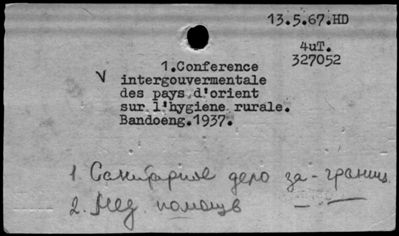 13.5.67.HD
4uT.
327052
V 1.Conference
intergouvermentale
des pays d'orient
sur l'hygiene rurale.
Bandoeng.1937.
1. Санитарное дело за-границ
2. Мед. помощь — —